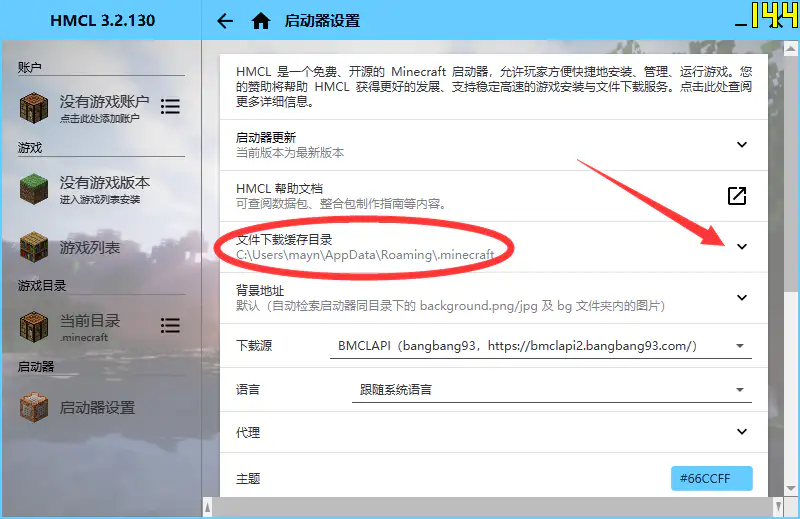 HMCL 3.2.130
启动器设置
144
账户
没有游戏账户
点击此处添加账户
游戏
没有游戏版本
进入游戏列表安装
游戏列表
游戏目录
当前目录
.minecraft
启动器
启动器设置
HMCL 是一个免费、开源的 Minecraft 启动器，允许玩家方便快捷地安装、管理、运行游戏。您
的赞助将帮助 HMCL 获得更好的发展、支持稳定高速的游戏安装与文件下载服务。点击此处查阅
更多详细信息。
启动器更新
当前版本为最新版本
HMCL 帮助文档
可查阅数据包、整合包制作指南等内容。
文件下载缓存目录
C:\Users\mayn\AppData\Roaming\.minecraft
背景地址
默认（自动检索启动器同目录下的 background.png/jpg 及 bg 文件夹内的图片）
下载源
BMCLAPI（bangbang93，https://bmclapi2.bangbang93.com/）
语言
跟随系统语言
代理
主题
#66CCFF